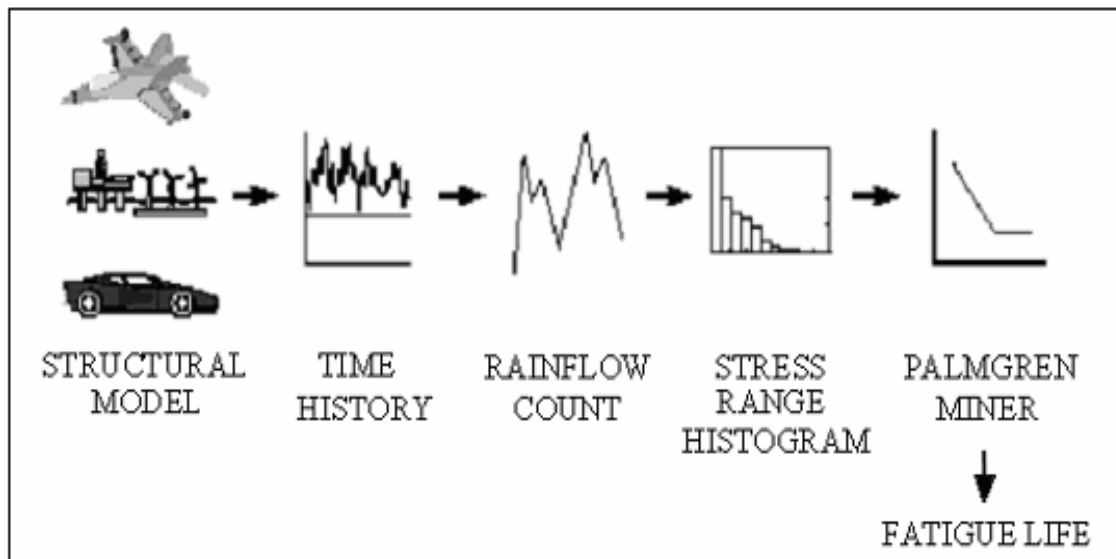 STRUCTURAL
MODEL
TIME
HISTORY
RAINFLOW
COUNT
STRESS
RANGE
HISTOGRAM
PALMGREN
MINER
FATIGUE LIFE